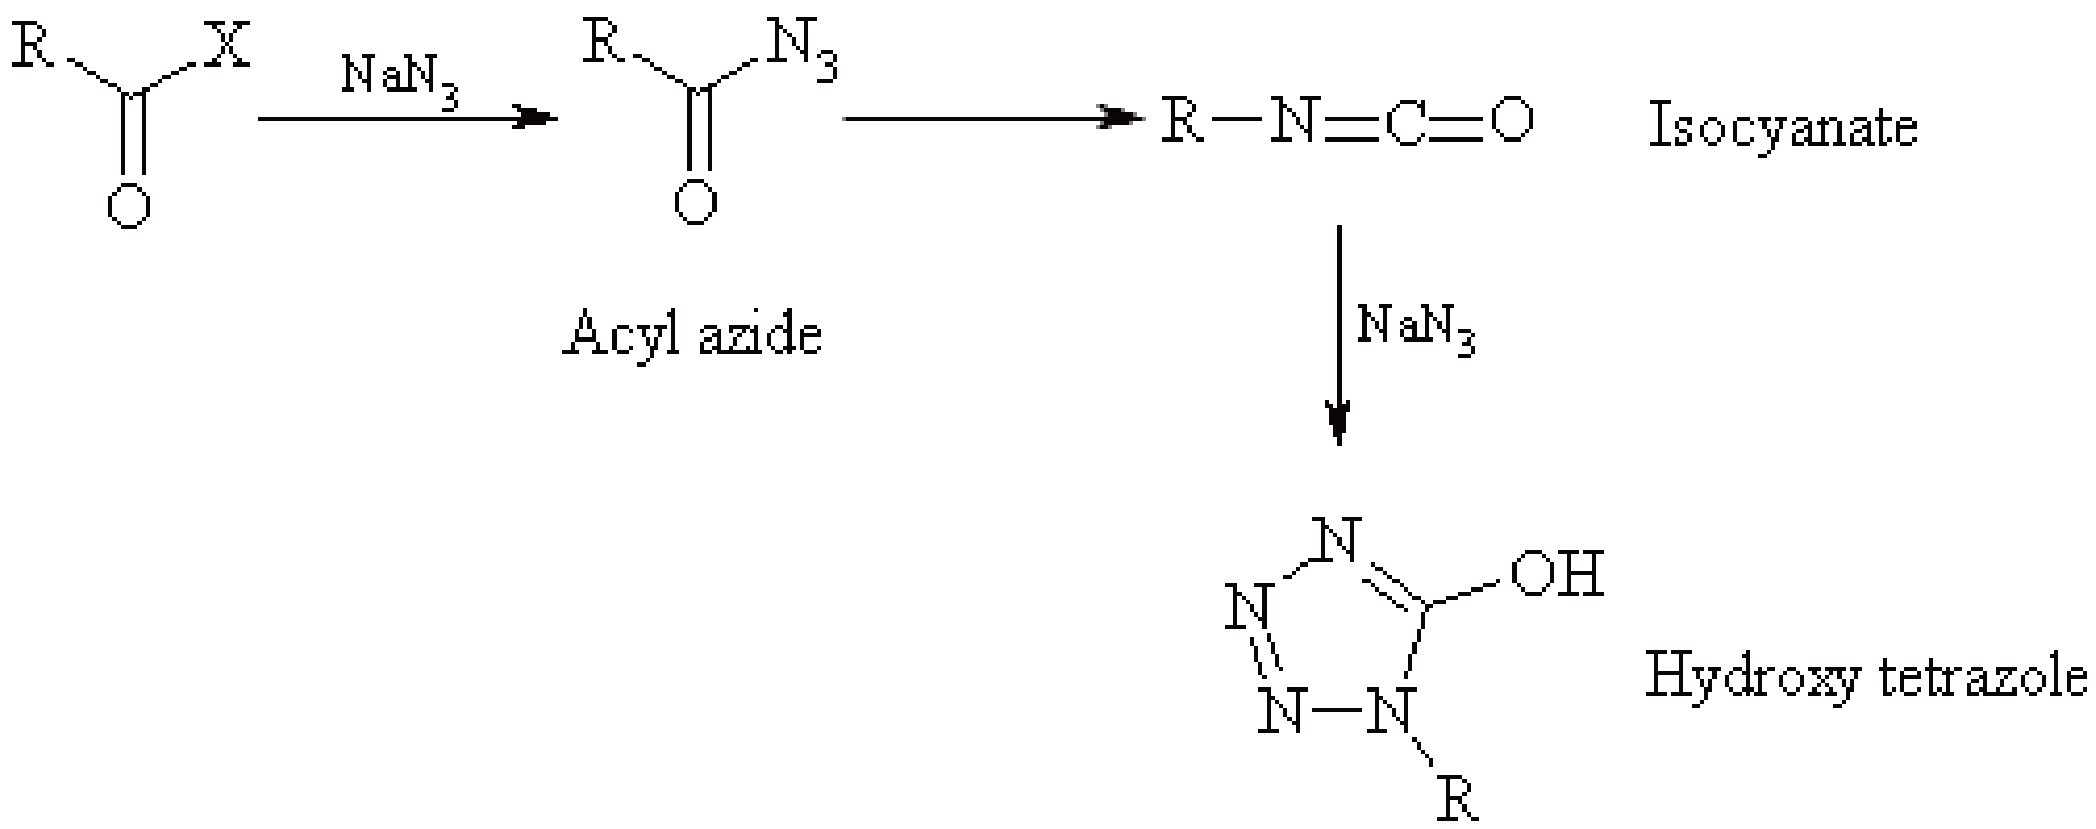 R X NaN3 R N3 R—N=C=O Isocyanate
O O
Acyl azide NaN3
N OH
N
Hydroxy tetrazole
N—N
R